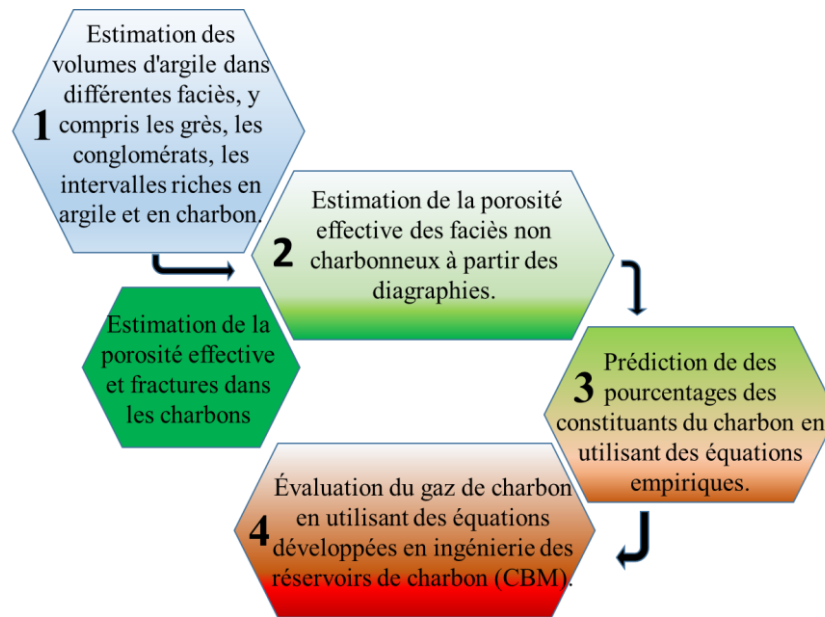 Estimation des
volumes d'argile dans
différentes faciès, y
1 compris les grès, les
conglomérats, les
intervalles riches en
argile et en charbon.
Estimation de la porosité
effective des faciès non
2 charbonneux à partir des
diagraphies.
Estimation de la
porosité effective
et fractures dans
les charbons
Prédiction de des
3 pourcentages des
constituants du charbon en
utilisant des équations
empiriques.
Évaluation du gaz de charbon
en utilisant des équations
4 développées en ingénierie des
réservoirs de charbon (CBM).